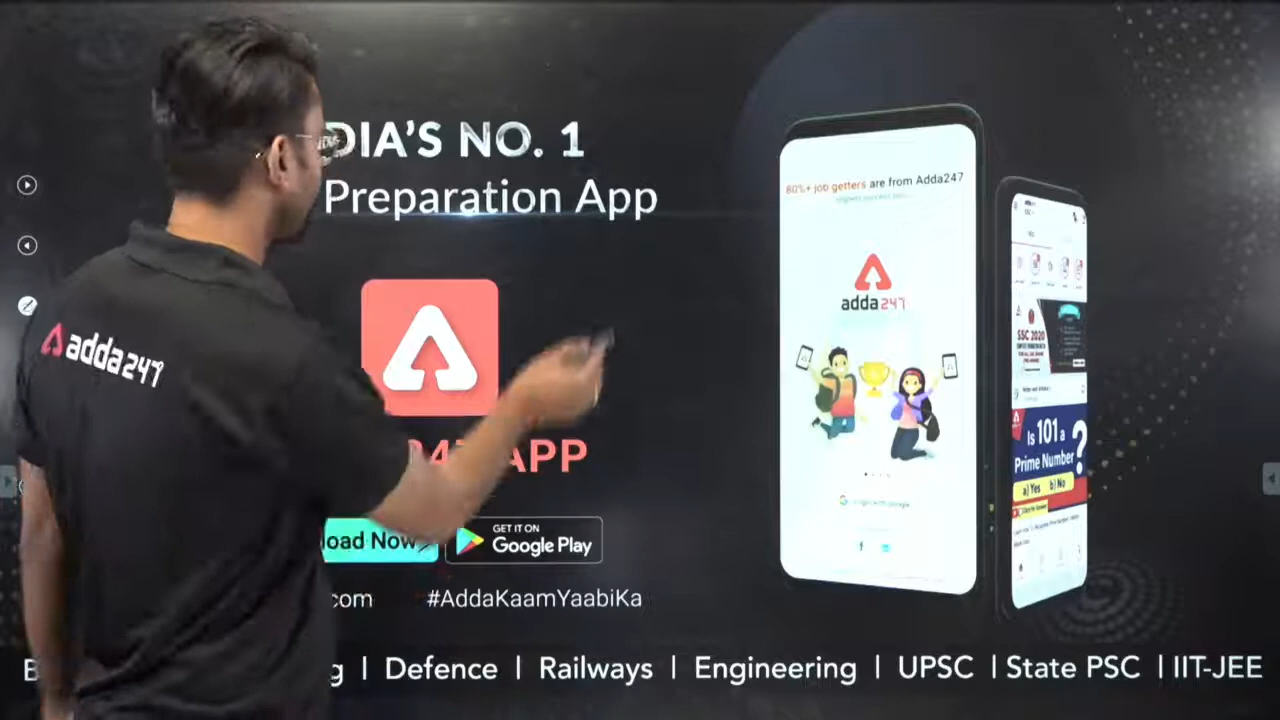 DIA'S NO. 1
Preparation App
APP
load Now
GET IT ON
Google Play
.com #AddaKaamYaabiKa
g | Defence | Railways | Engineering | UPSC | State PSC | IIT-JEE
adda247
80%+ job getters are from Adda247
adda247
SSC 2020
Is 101 a
Prime Number ?
a) Yes b) No